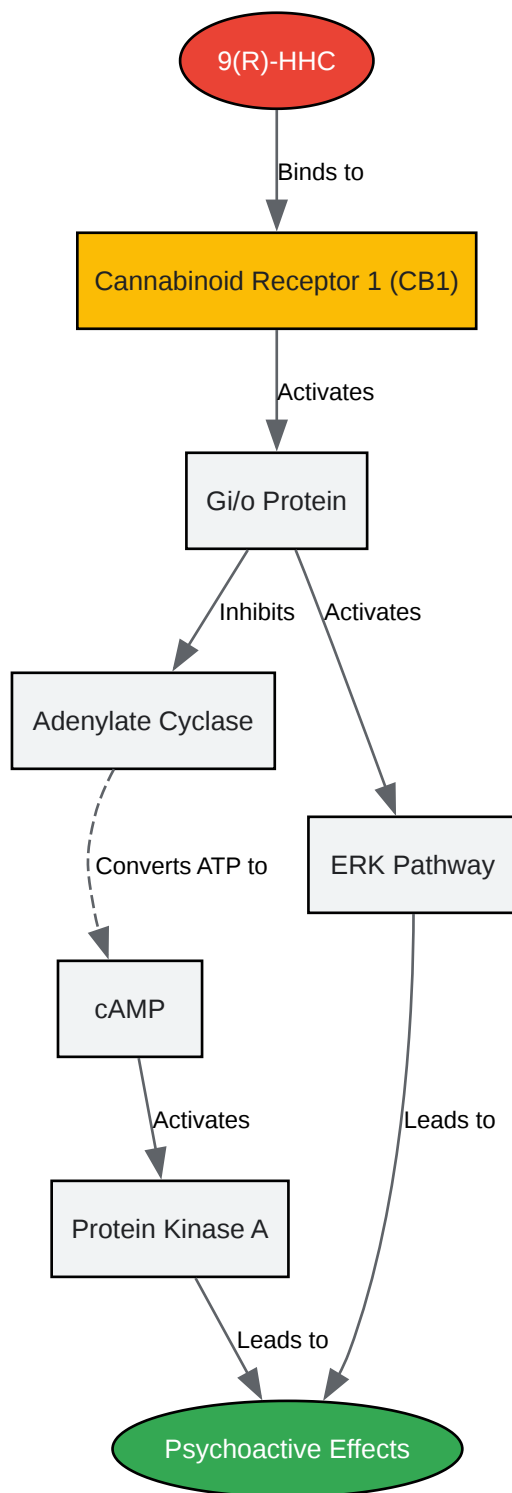 9(R)-HHC
Binds to
Cannabinoid Receptor 1 (CB1)
Activates
Gi/o Protein
Inhibits
Activates
Adenylate Cyclase
Converts ATP to
ERK Pathway
cAMP
Activates
Leads to
Protein Kinase A
Leads to
Psychoactive Effects